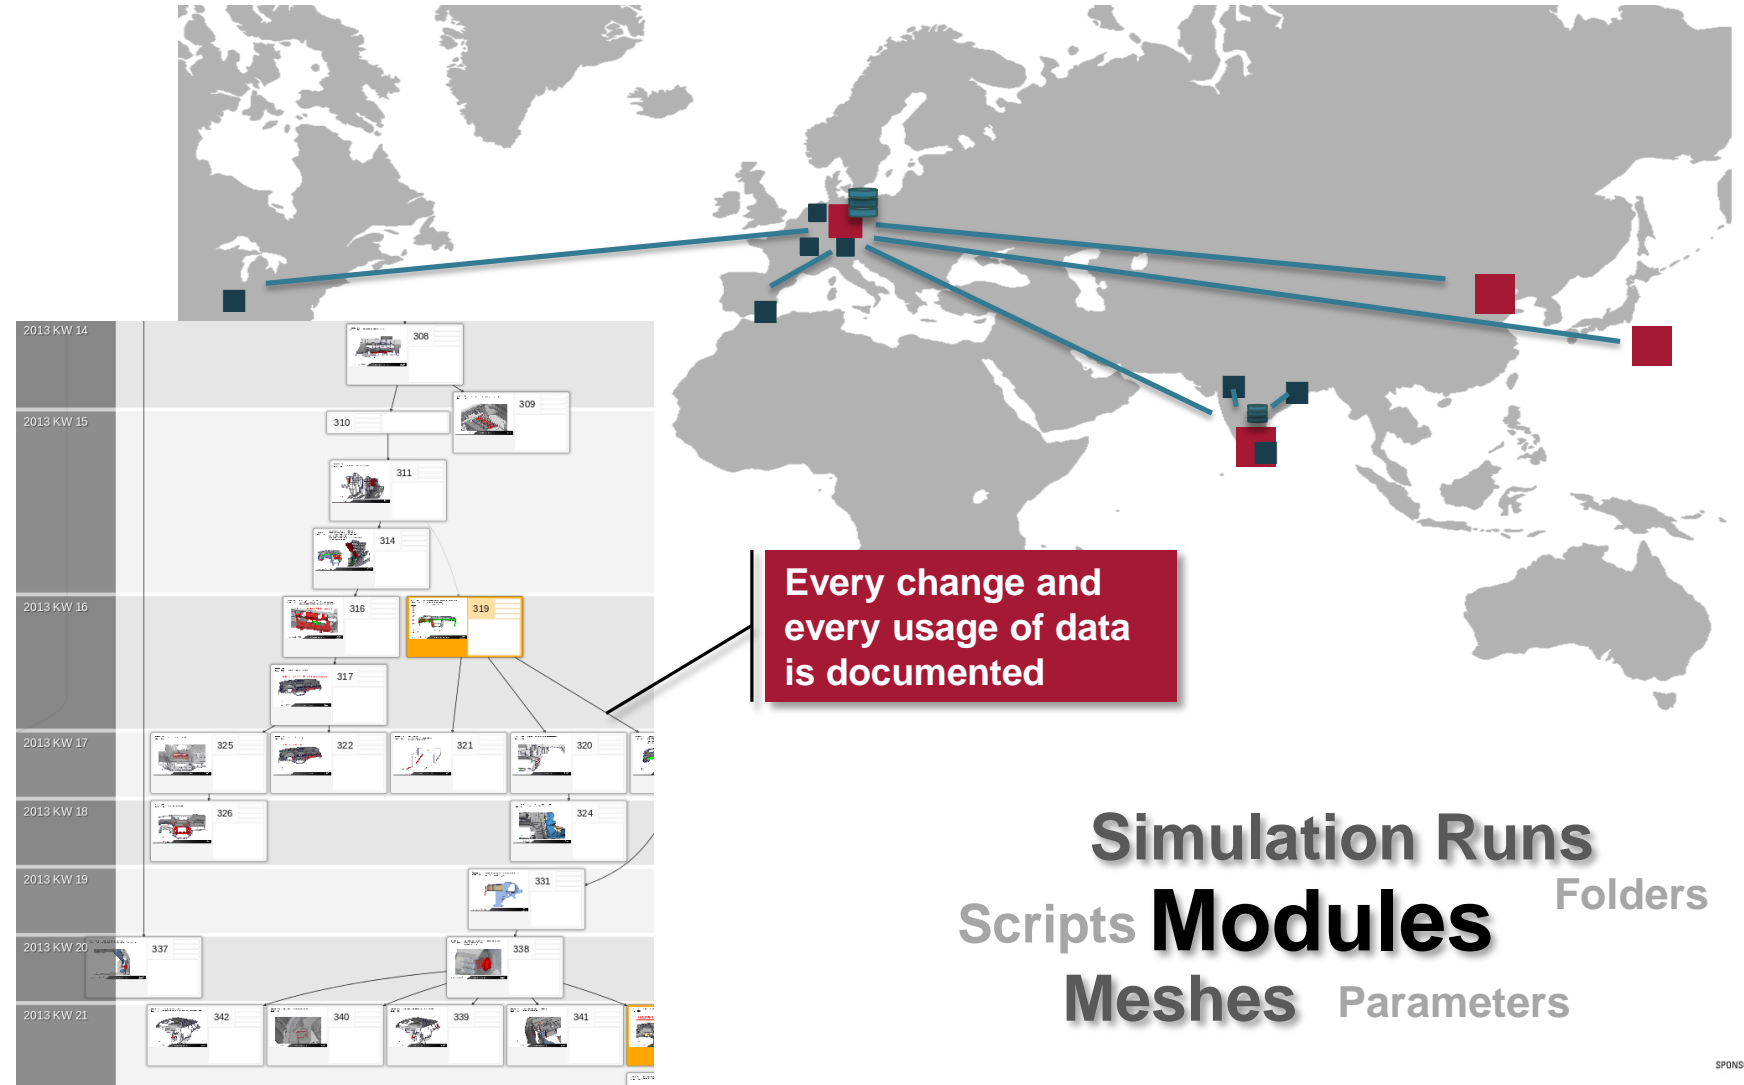 2013 KW 14
308
309
2013 KW 15
310
311
314
2013 KW 16
316
319
317
2013 KW 17
325
322
321
320
2013 KW 18
326
324
2013 KW 19
331
2013 KW 20
337
338
2013 KW 21
342
340
339
341
Every change and
every usage of data
is documented
Simulation Runs
Folders
Scripts Modules
Meshes Parameters
SPONS